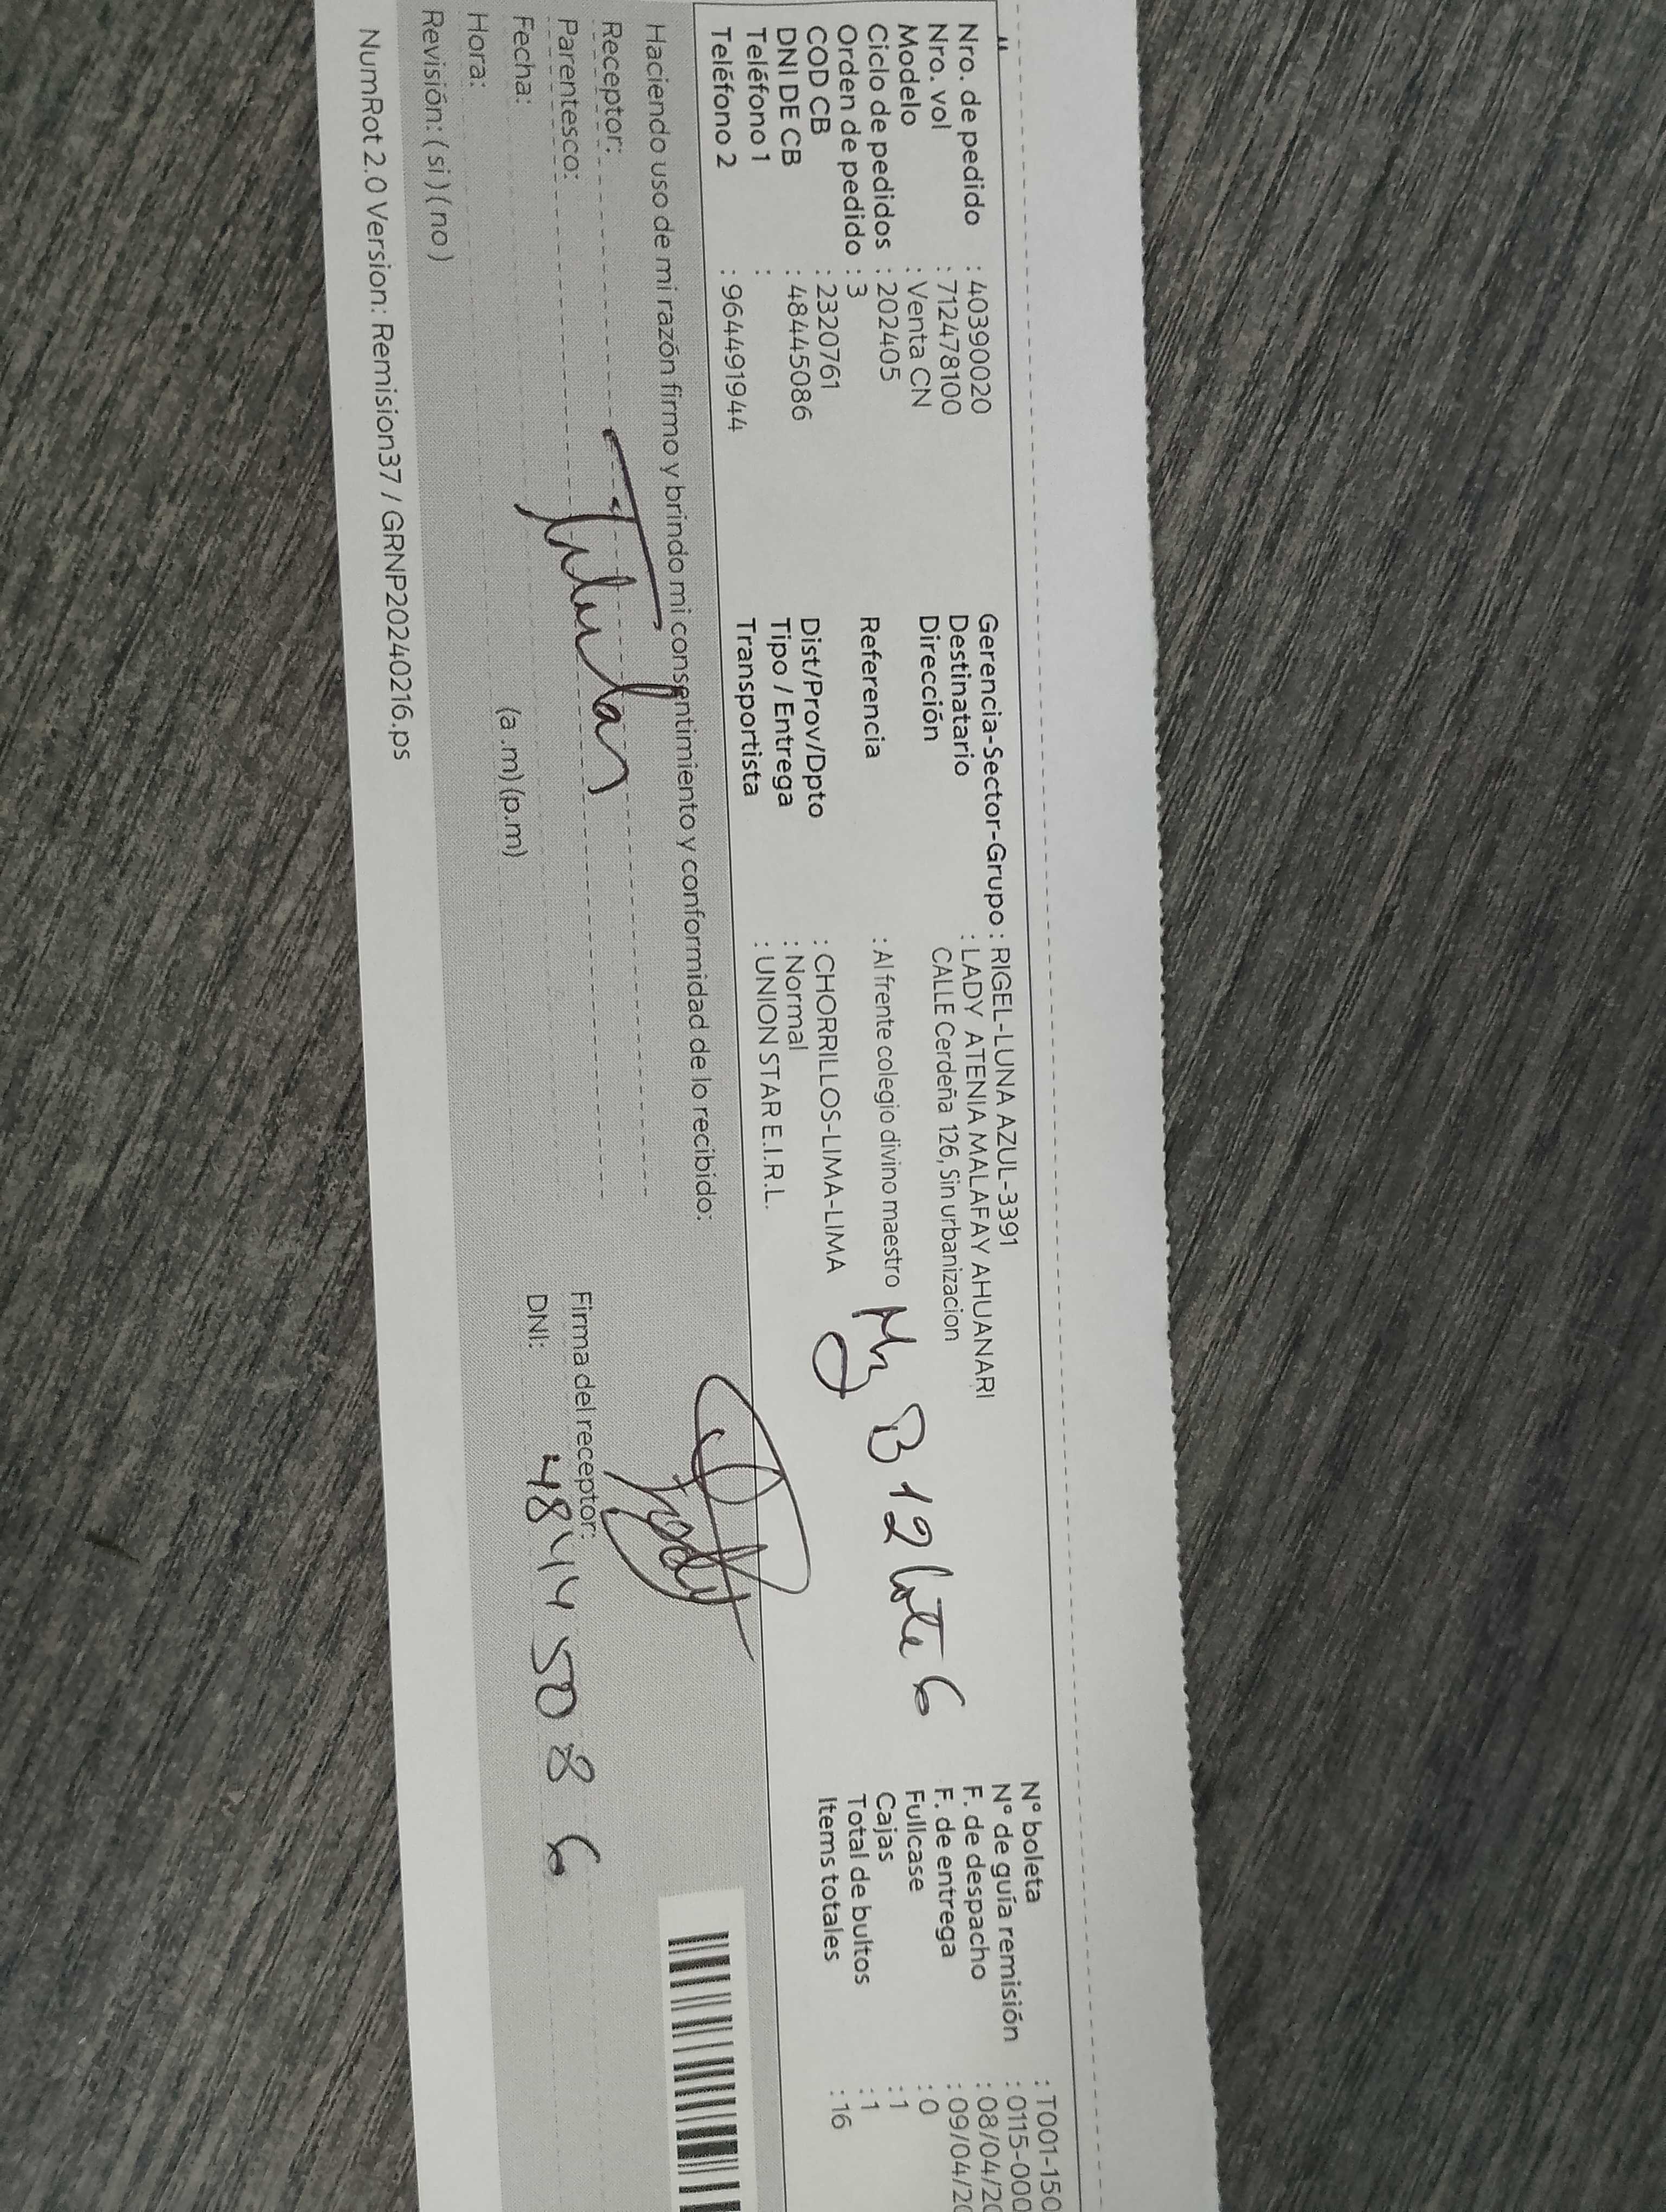 Nro. de pedido : 40390020
Nro. vol : 712478100
Modelo : Venta CN
Ciclo de pedidos : 202405
Orden de pedido : 3
COD CB : 2320761
DNI DE CB : 48445086
Teléfono 1 :
Teléfono 2 : 964491944
Gerencia-Sector-Grupo : RIGEL-LUNA AZUL-3391
Destinatario : LADY ATENIA MALAFAY AHUANARI
Dirección CALLE Cerdeña 126, Sin urbanizacion
Referencia : Al frente colegio divino maestro Mz B 12 lote 6
Dist/Prov/Dpto : CHORRILLOS-LIMA-LIMA
Tipo / Entrega : Normal
Transportista : UNION STAR E.I.R.L.
N° boleta : T001-150
N° de guía remisión : 0115-000
F. de despacho : 08/04/20
F. de entrega : 09/04/20
Fullcase : 0
Cajas : 1
Total de bultos : 1
Items totales : 16
Haciendo uso de mi razón firmo y brindo mi consentimiento y conformidad de lo recibido:
Receptor:
Parentesco: Titular
Fecha:
Hora: (a .m) (p.m)
Revisión: ( si ) ( no )
Firma del receptor:
DNI: 48445086
NumRot 2.0 Version: Remision37 / GRNP20240216.ps